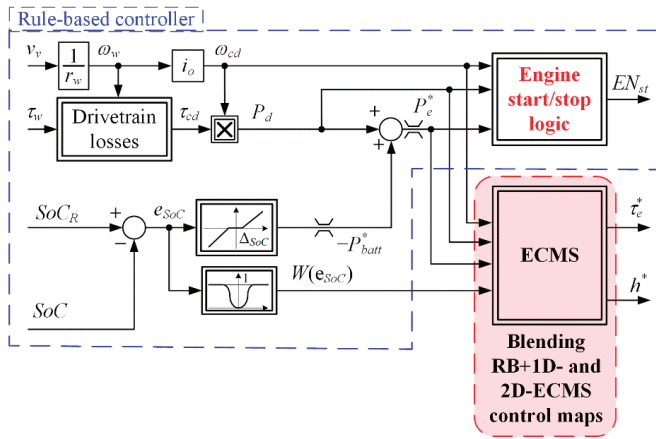 Rule-based controller
v_v
1
r_w
ω_w
i_o
ω_cd
τ_w
Drivetrain
losses
τ_cd
P_d
+
+
P_e^*
Engine
start/stop
logic
EN_st
SoC_R
+
−
e_SoC
Δ_SoC
−P_batt^*
1
W(e_SoC)
SoC
ECMS
τ_e^*
h^*
Blending
RB+1D- and
2D-ECMS
control maps